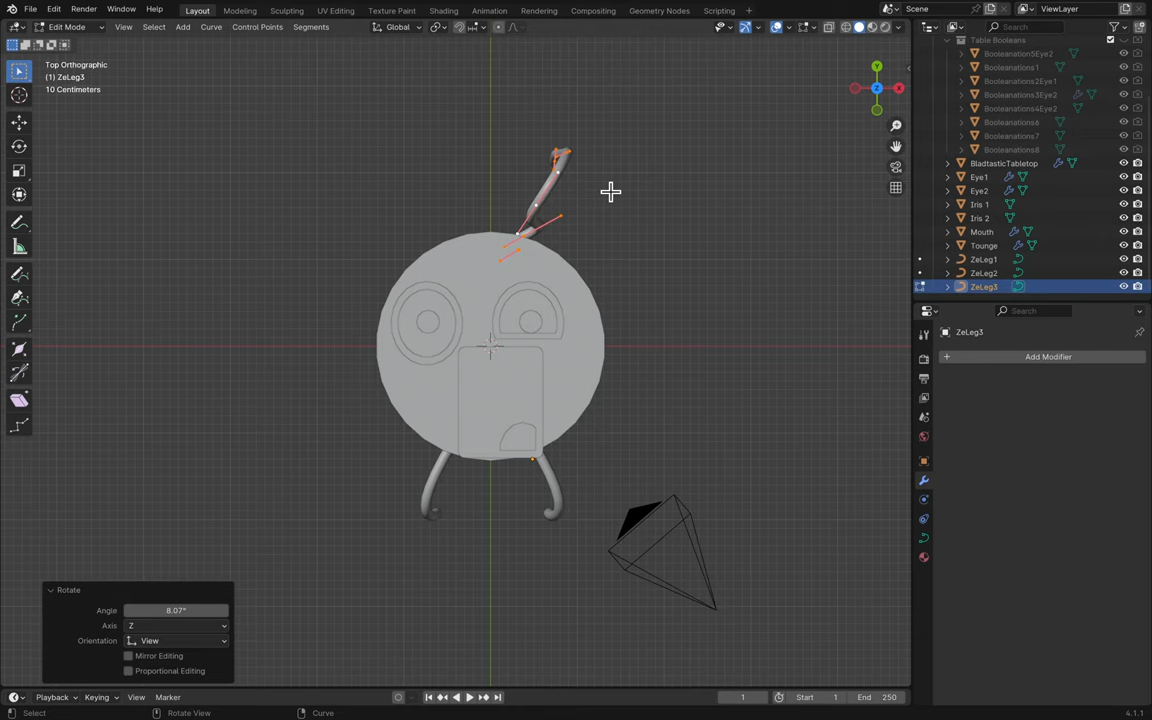 File Edit Render Window Help Layout Modeling Sculpting UV Editing Texture Paint Shading Animation Rendering Compositing Geometry Nodes Scripting + Scene ViewLayer
Edit Mode View Select Add Curve Control Points Segments Global Search
Top Orthographic
(1) ZeLeg3
10 Centimeters
Y
X
Z
Table Booleans
Booleanation5Eye2
Booleanations1
Booleanations2Eye1
Booleanations3Eye2
Booleanations4Eye2
Booleanations6
Booleanations7
Booleanations8
BladtasticTabletop
Eye1
Eye2
Iris 1
Iris 2
Mouth
Tounge
ZeLeg1
ZeLeg2
ZeLeg3
Search
ZeLeg3
+ Add Modifier
Rotate
Angle 8.07°
Axis Z
Orientation View
Mirror Editing
Proportional Editing
Playback Keying View Marker 1 Start 1 End 250
Select Rotate View Curve 4.1.1